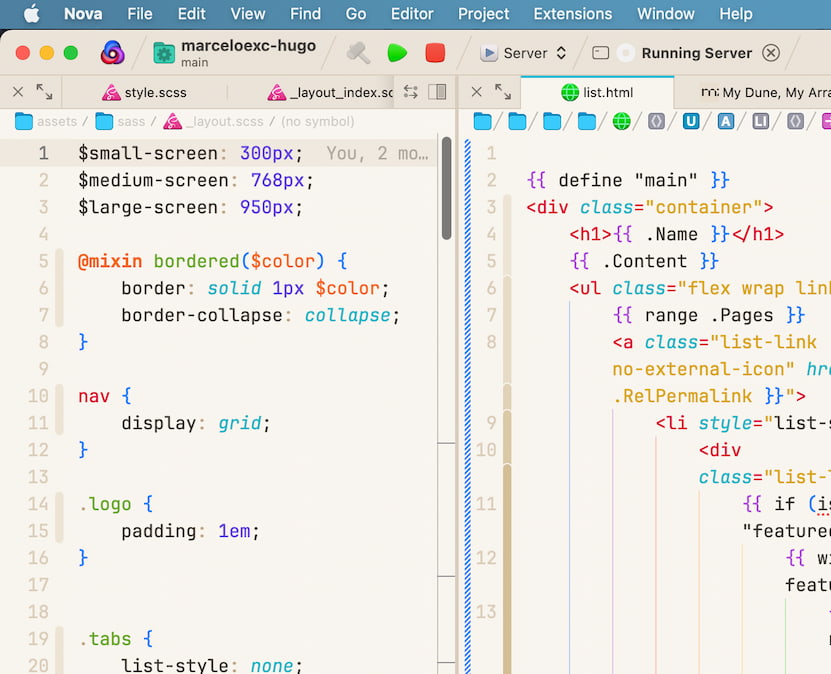 Nova File Edit View Find Go Editor Project Extensions Window Help
marceloexc-hugo
main
Server
Running Server
style.scss
_layout_index.sc
list.html
My Dune, My Arra
assets / sass / _layout.scss / (no symbol)
U A LI
1 $small-screen: 300px; You, 2 mo…
2 $medium-screen: 768px;
3 $large-screen: 950px;
4
5 @mixin bordered($color) {
6 border: solid 1px $color;
7 border-collapse: collapse;
8 }
9
10 nav {
11 display: grid;
12 }
13
14 .logo {
15 padding: 1em;
16 }
17
18
19 .tabs {
20 list-style: none;
1
2 {{ define "main" }}
3 <div class="container">
4 <h1>{{ .Name }}</h1>
5 {{ .Content }}
6 <ul class="flex wrap lin
7 {{ range .Pages }}
8 <a class="list-link
no-external-icon" hre
.RelPermalink }}">
9 <li style="list-s
10 <div
class="list-l
11 {{ if (is
"featured
12 {{ wi
featu
13